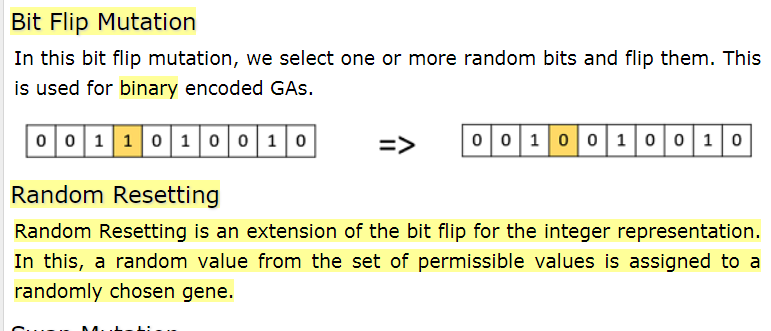 Bit Flip Mutation
In this bit flip mutation, we select one or more random bits and flip them. This
is used for binary encoded GAs.
0 0 1 1 0 1 0 0 1 0 => 0 0 1 0 0 1 0 0 1 0
Random Resetting
Random Resetting is an extension of the bit flip for the integer representation.
In this, a random value from the set of permissible values is assigned to a
randomly chosen gene.